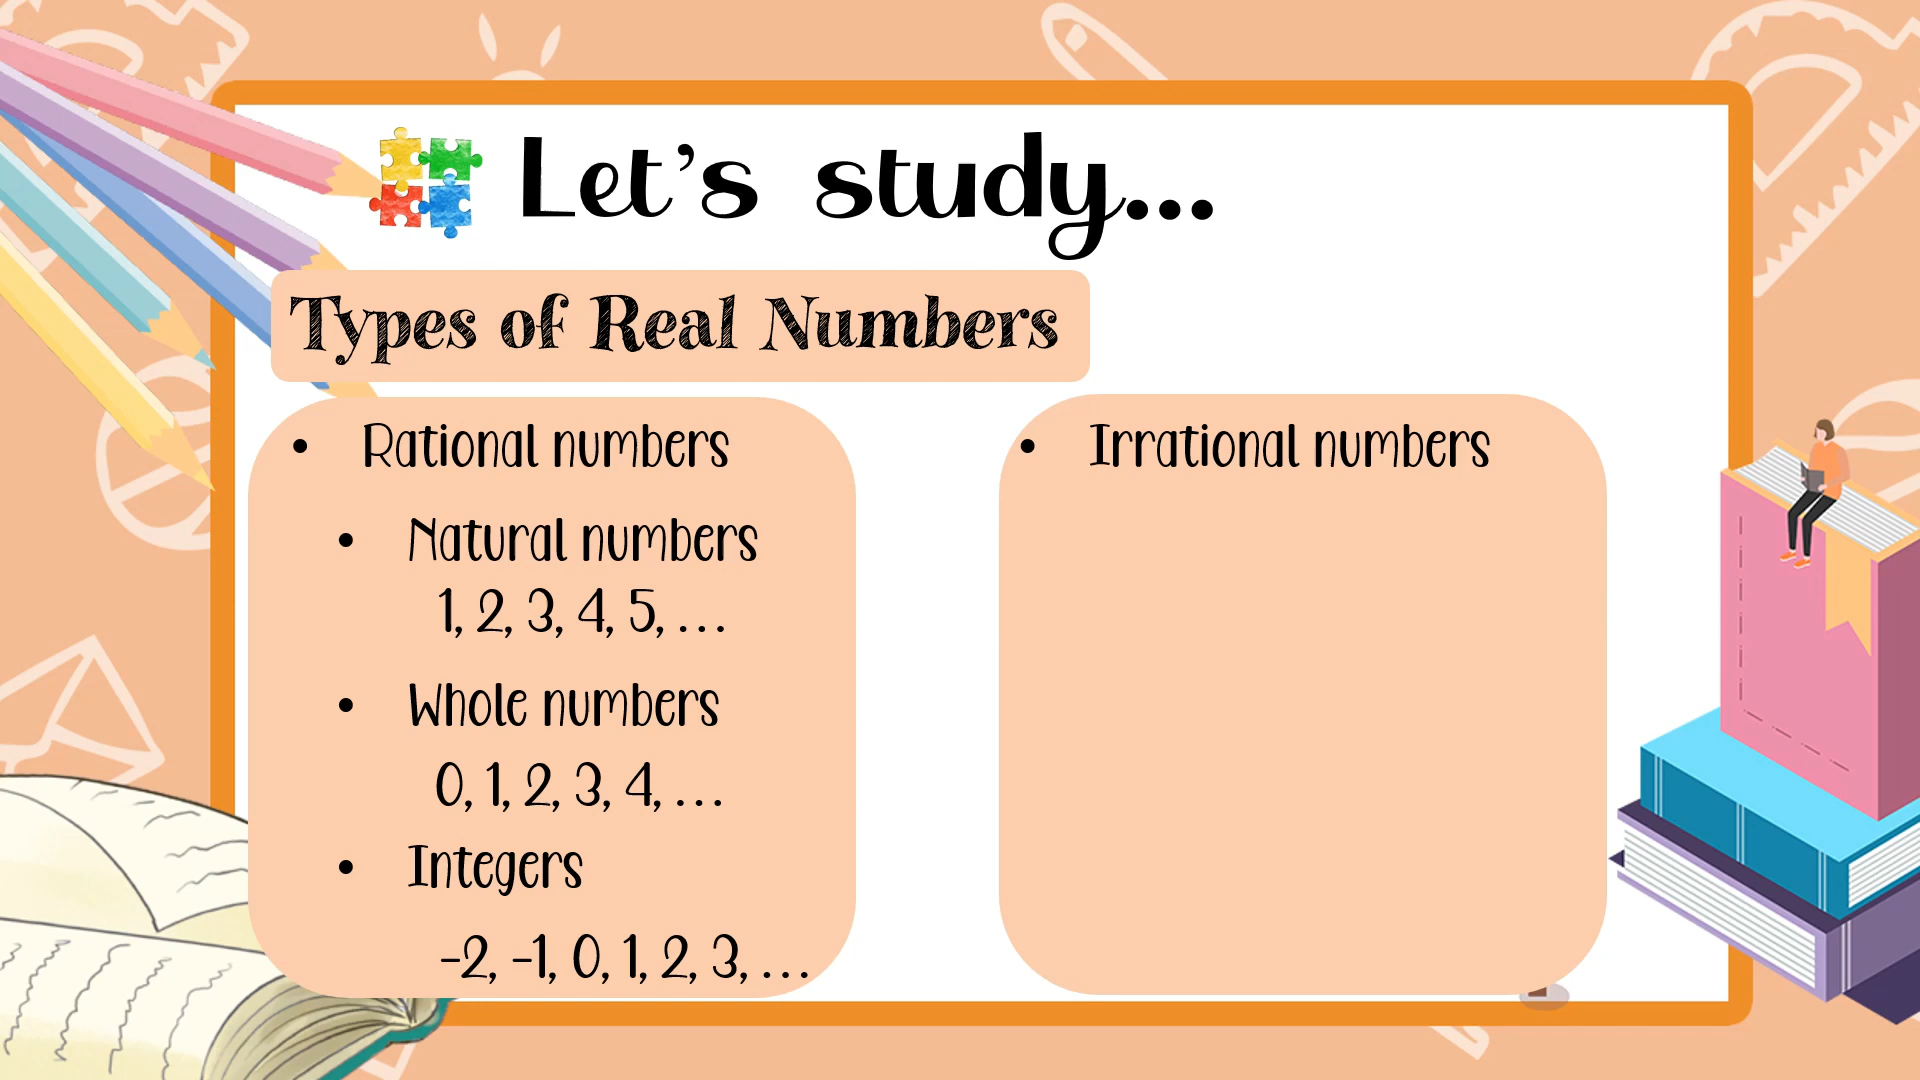 Let's study...
Types of Real Numbers
• Rational numbers
• Natural numbers
1, 2, 3, 4, 5, ...
• Whole numbers
0, 1, 2, 3, 4, ...
• Integers
-2, -1, 0, 1, 2, 3, ...
• Irrational numbers